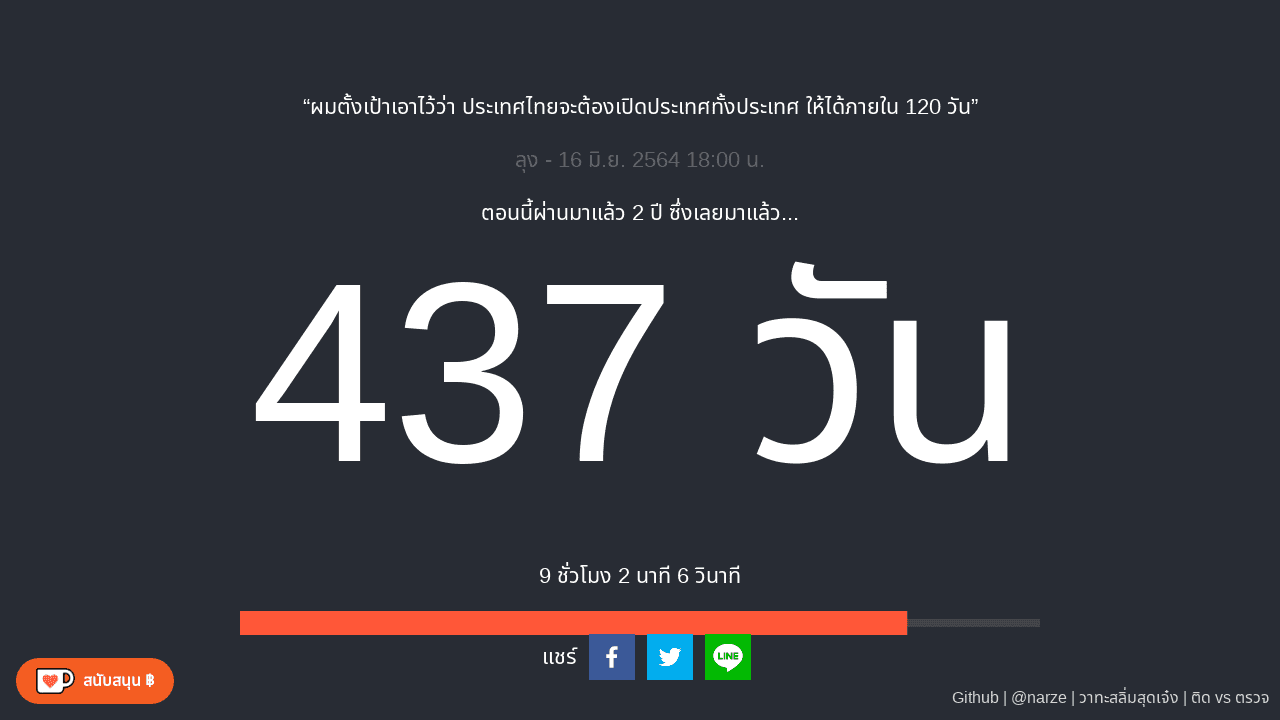 “ผมตั้งเป้าเอาไว้ว่า ประเทศไทยจะต้องเปิดประเทศทั้งประเทศ ให้ได้ภายใน 120 วัน”
ลุง - 16 มิ.ย. 2564 18:00 น.
ตอนนี้ผ่านมาแล้ว 2 ปี ซึ่งเลยมาแล้ว...
437 วัน
9 ชั่วโมง 2 นาที 6 วินาที
แชร์
LINE
สนับสนุน ฿
Github | @narze | วาทะสลิ่มสุดเจ๋ง | ติด vs ตรวจ